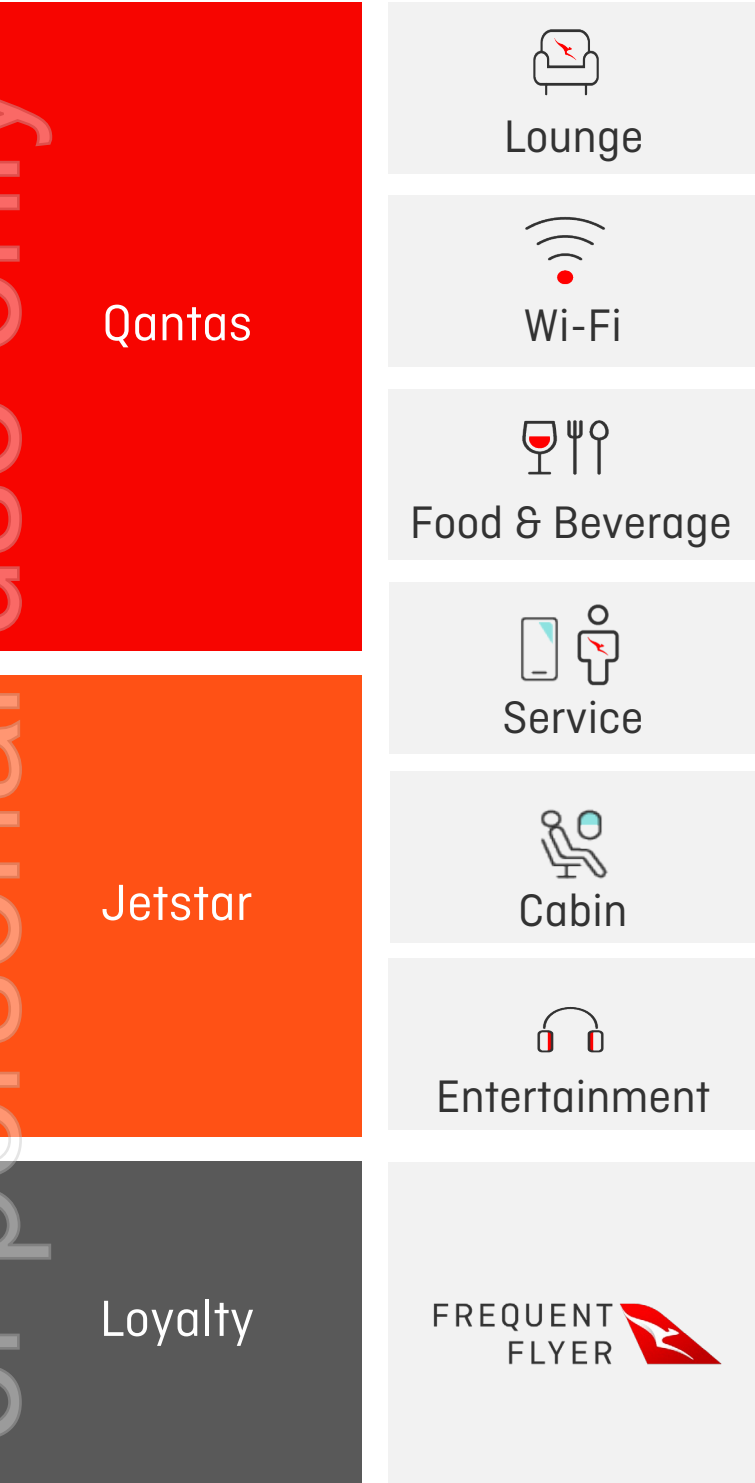 Qantas
Jetstar
Loyalty
Lounge
Wi-Fi
Food & Beverage
Service
Cabin
Entertainment
FREQUENT
FLYER